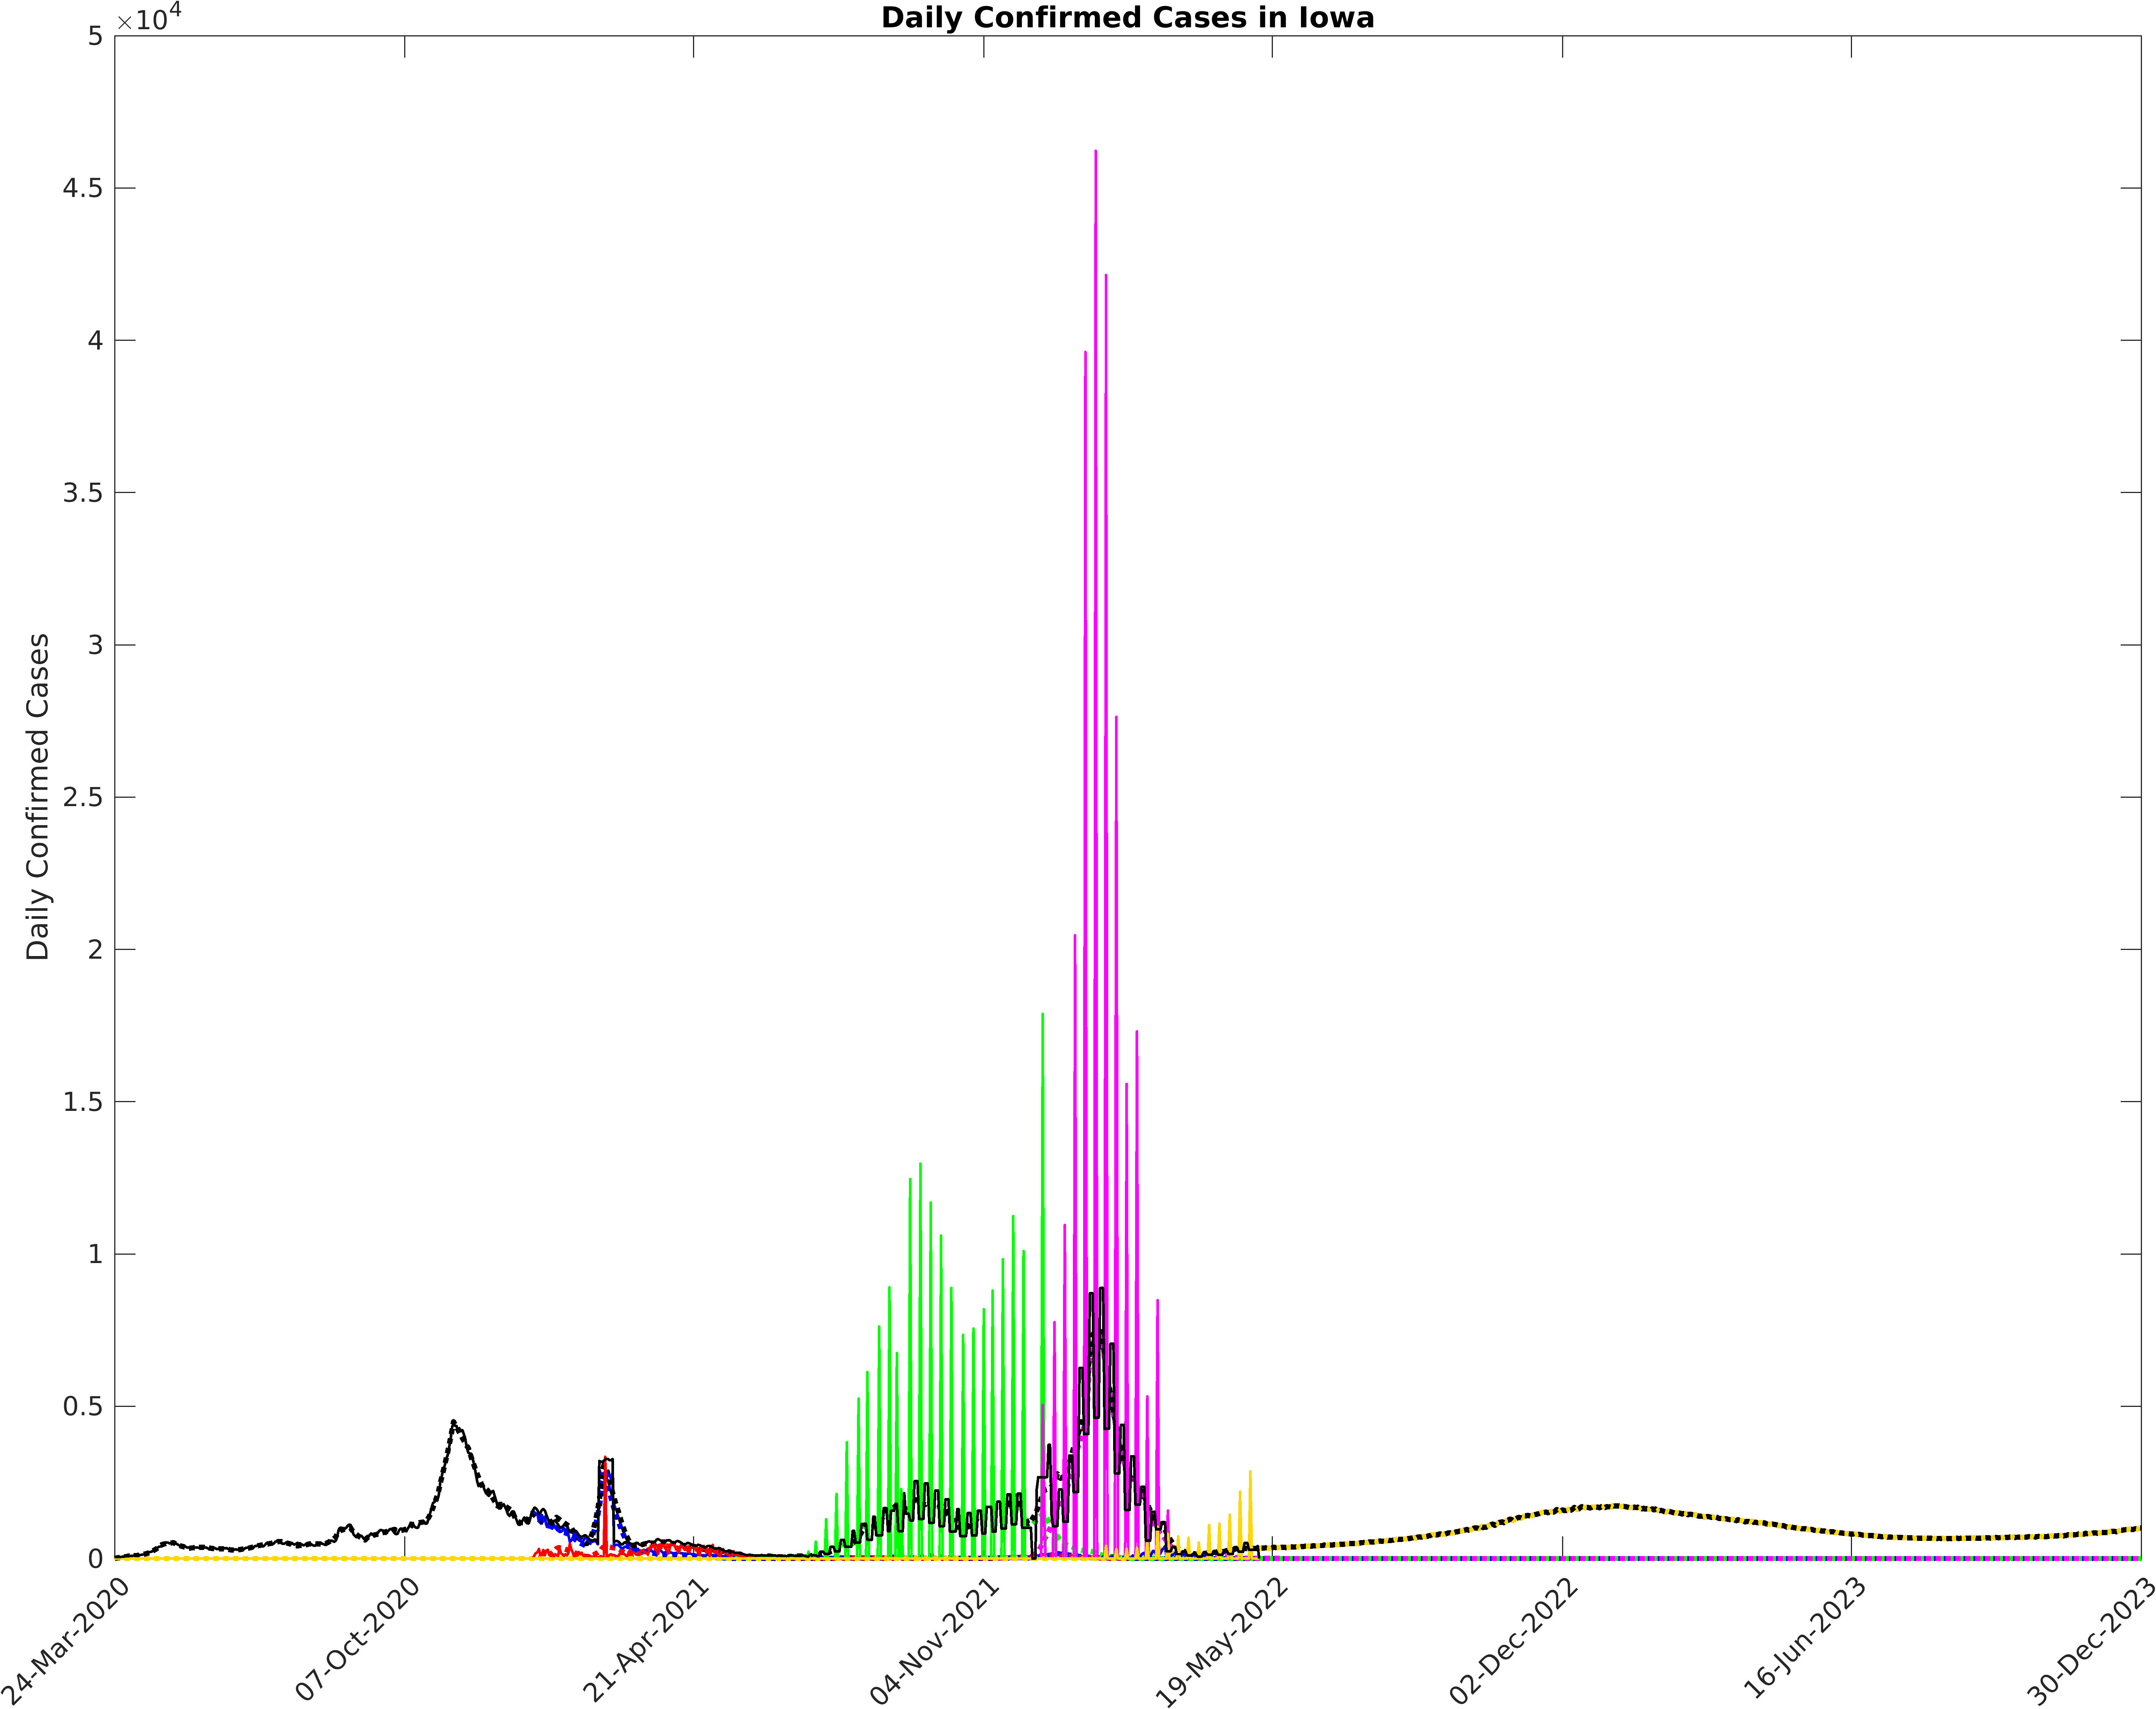 Daily Confirmed Cases in Iowa
×10⁴
5
4.5
4
3.5
3
2.5
2
1.5
1
0.5
0
Daily Confirmed Cases
24-Mar-2020
07-Oct-2020
21-Apr-2021
04-Nov-2021
19-May-2022
02-Dec-2022
16-Jun-2023
30-Dec-2023